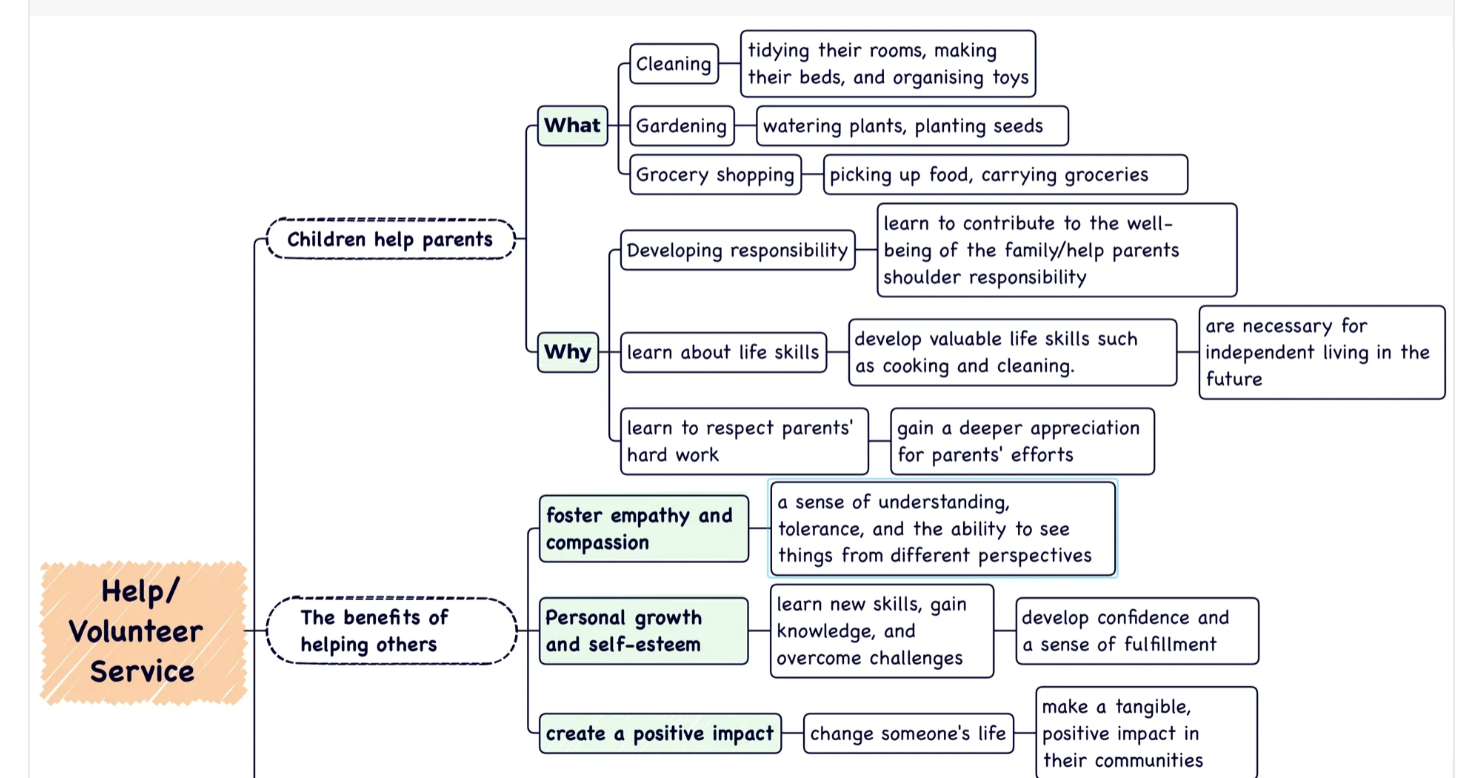 Help/
Volunteer
Service
Children help parents
What
Cleaning
tidying their rooms, making
their beds, and organising toys
Gardening
watering plants, planting seeds
Grocery shopping
picking up food, carrying groceries
Why
Developing responsibility
learn to contribute to the well-
being of the family/help parents
shoulder responsibility
learn about life skills
develop valuable life skills such
as cooking and cleaning.
are necessary for
independent living in the
future
learn to respect parents'
hard work
gain a deeper appreciation
for parents' efforts
The benefits of
helping others
foster empathy and
compassion
a sense of understanding,
tolerance, and the ability to see
things from different perspectives
Personal growth
and self-esteem
learn new skills, gain
knowledge, and
overcome challenges
develop confidence and
a sense of fulfillment
create a positive impact
change someone's life
make a tangible,
positive impact in
their communities